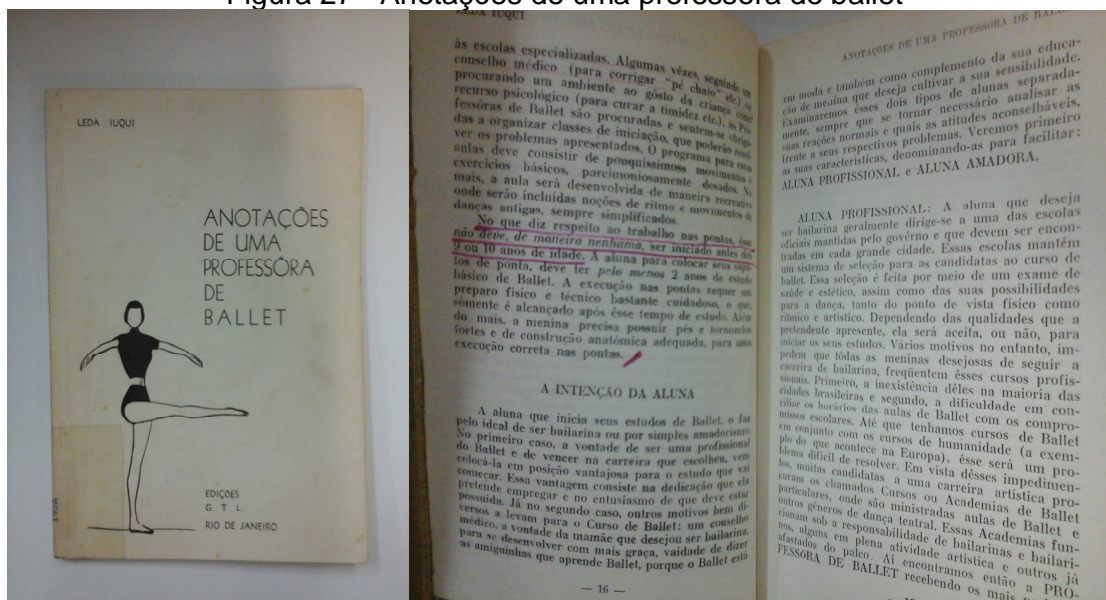 Figura 27 - Anotações de uma professora de ballet
LEDA IUQUI
ANOTAÇÕES
DE UMA
PROFESSÔRA
DE
BALLET
EDIÇÕES
G. T. L.
RIO DE JANEIRO
LEDA IUQUI
às escolas especializadas. Algumas vêzes, seguindo um
conselho médico (para corrigar "pé chato" etc.) ou
procurando um ambiente ao gôsto da criança como
recurso psicológico (para curar a timidez etc.), as Pro-
fessôras de Ballet são procuradas e sentem-se obriga-
das a organizar classes de iniciação, que poderão resol-
ver os problemas apresentados. O programa para essas
aulas deve consistir de pouquíssimos movimentos e
exercícios básicos, parcimoniosamente dosados. No
mais, a aula será desenvolvida de maneira recreativa
onde serão incluídas noções de ritmo e movimentos de
danças antigas, sempre simplificados.
No que diz respeito ao trabalho nas pontas, êsse
não deve, de maneira nenhuma, ser iniciado antes dos
9 ou 10 anos de idade. A aluna para colocar seus sapa-
tos de ponta, deve ter pelo menos 2 anos de estudo
básico de Ballet. A execução nas pontas requer um
preparo físico e técnico bastante cuidadoso, o que,
sòmente é alcançado após êsse tempo de estudo. Além
do mais, a menina precisa possuir pés e tornozelos
fortes e de construção anatômica adequada, para uma
execução correta nas pontas.
A INTENÇÃO DA ALUNA
A aluna que inicia seus estudos de Ballet, o faz
pelo ideal de ser bailarina ou por simples amadorismo.
No primeiro caso, a vontade de ser uma profissional
do Ballet e de vencer na carreira que escolheu, vem
colocá-la em posição vantajosa para o estudo que vai
começar. Essa vantagem consiste na dedicação que ela
pretende empregar e no entusiasmo de que deve estar
possuída. Já no segundo caso, outros motivos bem di-
versos a levam para o Curso de Ballet: um conselho
médico, a vontade da mamãe que desejou ser bailarina,
para se desenvolver com mais graça, vaidade de dizer
as amiguinhas que aprende Ballet, porque o Ballet está
— 16 —
ANOTAÇÕES DE UMA PROFESSÔRA DE
em moda e também como complemento da sua educa-
ção de menina que deseja cultivar a sua sensibilidade.
Examinaremos êsses dois tipos de alunas separada-
mente, sempre que se tornar necessário analisar as
suas reações normais e quais as atitudes aconselháveis,
frente a seus respectivos problemas. Veremos primeiro
as suas características, denominando-as para facilitar:
ALUNA PROFISSIONAL e ALUNA AMADORA.
ALUNA PROFISSIONAL: A aluna que deseja
ser bailarina geralmente dirige-se a uma das escolas
oficiais mantidas pelo govêrno e que devem ser encon-
tradas em cada grande cidade. Essas escolas mantêm
um sistema de seleção para as candidatas ao curso de
ballet. Essa seleção é feita por meio de um exame de
saúde e estético, assim como das suas possibilidades
para a dança, tanto do ponto de vista físico como
rítmico e artístico. Dependendo das qualidades que a
pretendente apresente, ela será aceita, ou não, para
iniciar os seus estudos. Vários motivos no entanto, im-
pedem que tôdas as meninas desejosas de seguir a
carreira de bailarina, freqüentem êsses cursos profis-
sionais. Primeiro, a inexistência dêles na maioria das
cidades brasileiras e segundo, a dificuldade em con-
ciliar os horários das aulas de Ballet com os compro-
missos escolares. Até que tenhamos cursos de Ballet
em conjunto com os cursos de humanidade (a exem-
plo do que acontece na Europa), êsse será um pro-
blema difícil de resolver. Em vista dêsses impedimen-
tos, muitas candidatas a uma carreira artística pro-
curam os chamados Cursos ou Academias de Ballet
particulares, onde são ministradas aulas de Ballet e
outros gêneros de dança teatral. Essas Academias fun-
cionam sob a responsabilidade de bailarinas e bailari-
nos, alguns em plena atividade artística e outros já
afastados do palco. Aí encontramos então a PRO-
FESSÔRA DE BALLET recebendo os mais